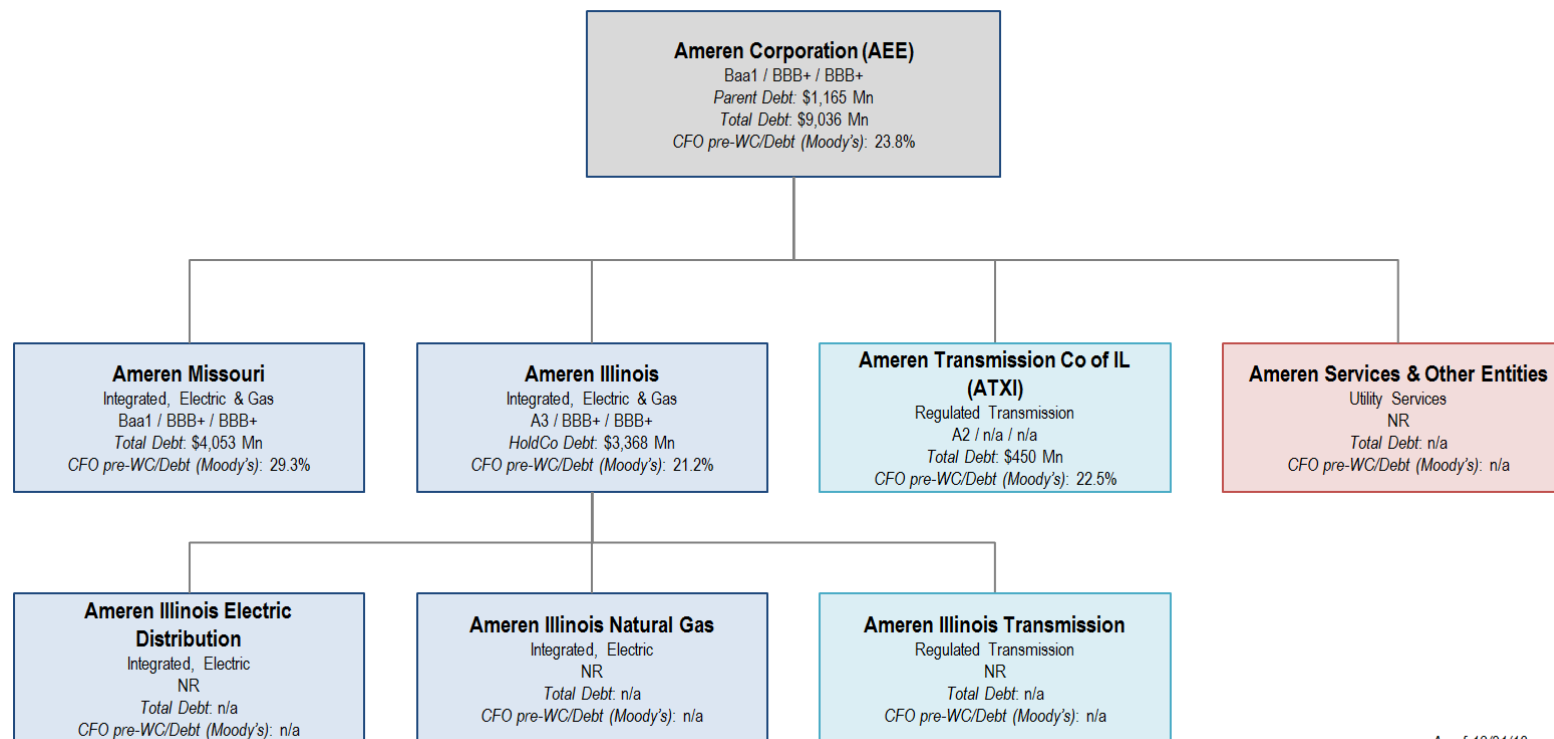 Ameren Corporation (AEE)
Baa1 / BBB+ / BBB+
Parent Debt: $1,165 Mn
Total Debt: $9,036 Mn
CFO pre-WC/Debt (Moody's): 23.8%
Ameren Missouri
Integrated, Electric & Gas
Baa1 / BBB+ / BBB+
Total Debt: $4,053 Mn
CFO pre-WC/Debt (Moody's): 29.3%
Ameren Illinois
Integrated, Electric & Gas
A3 / BBB+ / BBB+
HoldCo Debt: $3,368 Mn
CFO pre-WC/Debt (Moody's): 21.2%
Ameren Transmission Co of IL
(ATXI)
Regulated Transmission
A2 / n/a / n/a
Total Debt: $450 Mn
CFO pre-WC/Debt (Moody's): 22.5%
Ameren Services & Other Entities
Utility Services
NR
Total Debt: n/a
CFO pre-WC/Debt (Moody's): n/a
Ameren Illinois Electric
Distribution
Integrated, Electric
NR
Total Debt: n/a
CFO pre-WC/Debt (Moody's): n/a
Ameren Illinois Natural Gas
Integrated, Electric
NR
Total Debt: n/a
CFO pre-WC/Debt (Moody's): n/a
Ameren Illinois Transmission
Regulated Transmission
NR
Total Debt: n/a
CFO pre-WC/Debt (Moody's): n/a